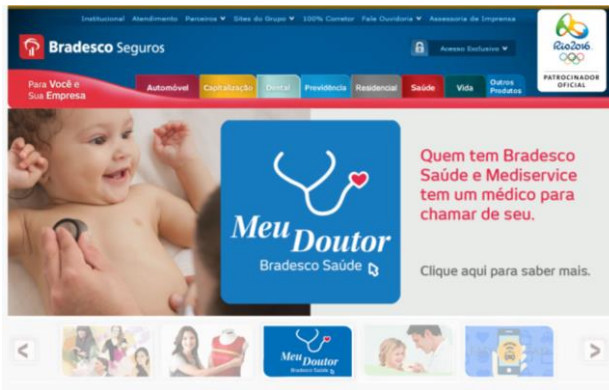 Institucional Atendimento Parceiros Sites do Grupo 100% Corretor Fale Ouvidoria Assessoria de Imprensa
Bradesco Seguros
Acesso Exclusivo
Rio2016
PATROCINADOR
OFICIAL
Para Você e
Sua Empresa
Automóvel Capitalização Dental Previdência Residencial Saúde Vida Outros
Produtos
Quem tem Bradesco
Saúde e Mediservice
tem um médico para
chamar de seu.
Meu Doutor
Bradesco Saúde
Clique aqui para saber mais.
Meu Doutor
Bradesco Saúde